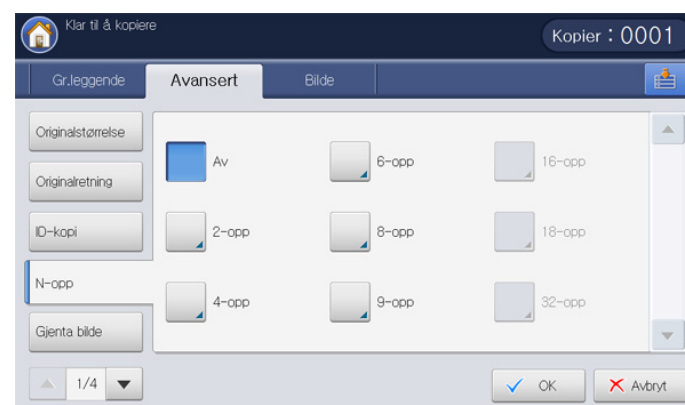 Klar til å kopiere
Kopier : 0001
Gr.leggende Avansert Bilde
Originalstørrelse
Originalretning
ID-kopi
N-opp
Gjenta bilde
1/4
Av 6-opp 16-opp
2-opp 8-opp 18-opp
4-opp 9-opp 32-opp
OK Avbryt